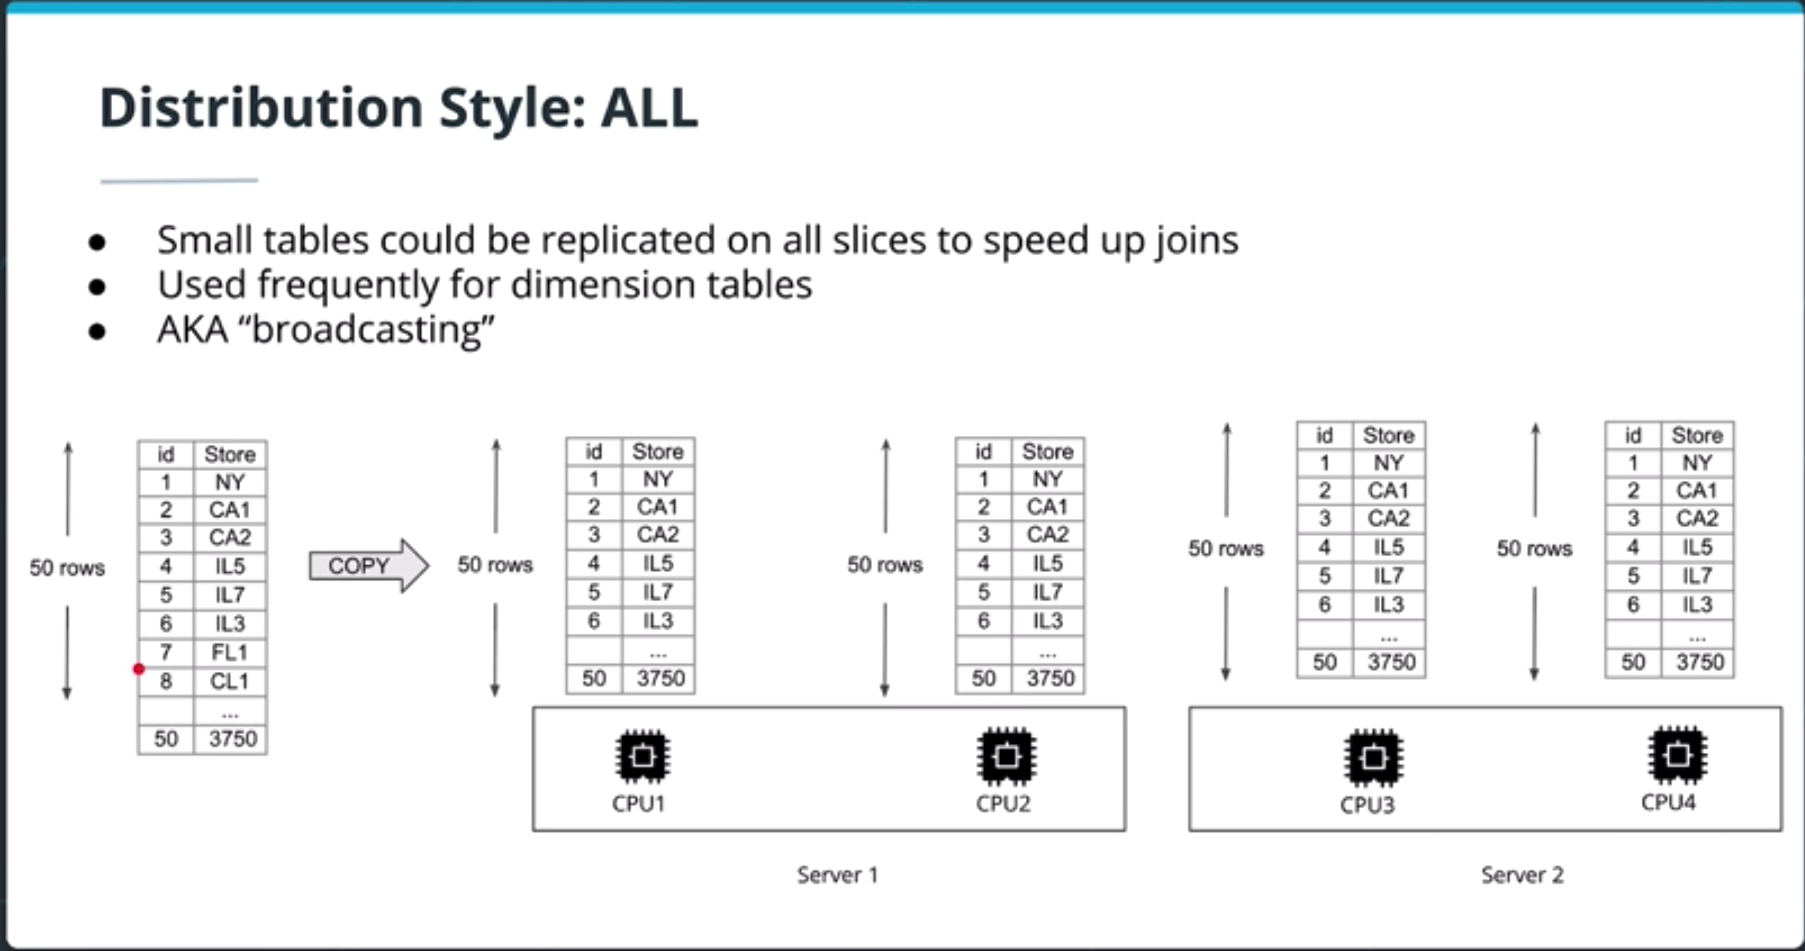 Distribution Style: ALL
● Small tables could be replicated on all slices to speed up joins
● Used frequently for dimension tables
● AKA “broadcasting”
50 rows
id Store
1 NY
2 CA1
3 CA2
4 IL5
5 IL7
6 IL3
7 FL1
8 CL1
...
50 3750
COPY
50 rows
id Store
1 NY
2 CA1
3 CA2
4 IL5
5 IL7
6 IL3
...
50 3750
50 rows
id Store
1 NY
2 CA1
3 CA2
4 IL5
5 IL7
6 IL3
...
50 3750
CPU1
CPU2
Server 1
50 rows
id Store
1 NY
2 CA1
3 CA2
4 IL5
5 IL7
6 IL3
...
50 3750
50 rows
id Store
1 NY
2 CA1
3 CA2
4 IL5
5 IL7
6 IL3
...
50 3750
CPU3
CPU4
Server 2